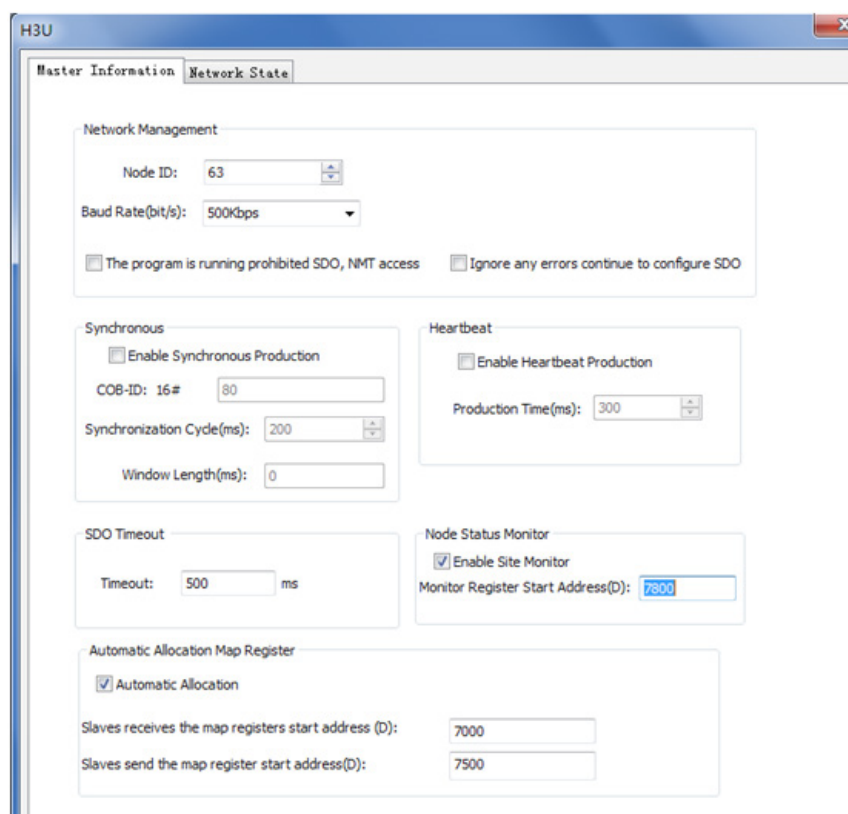 H3U
Master Information Network State
Network Management
Node ID: 63
Baud Rate(bit/s): 500Kbps
The program is running prohibited SDO, NMT access Ignore any errors continue to configure SDO
Synchronous
Enable Synchronous Production
COB-ID: 16# 80
Synchronization Cycle(ms): 200
Window Length(ms): 0
Heartbeat
Enable Heartbeat Production
Production Time(ms): 300
SDO Timeout
Timeout: 500 ms
Node Status Monitor
Enable Site Monitor
Monitor Register Start Address(D): 7800
Automatic Allocation Map Register
Automatic Allocation
Slaves receives the map registers start address (D): 7000
Slaves send the map register start address(D): 7500